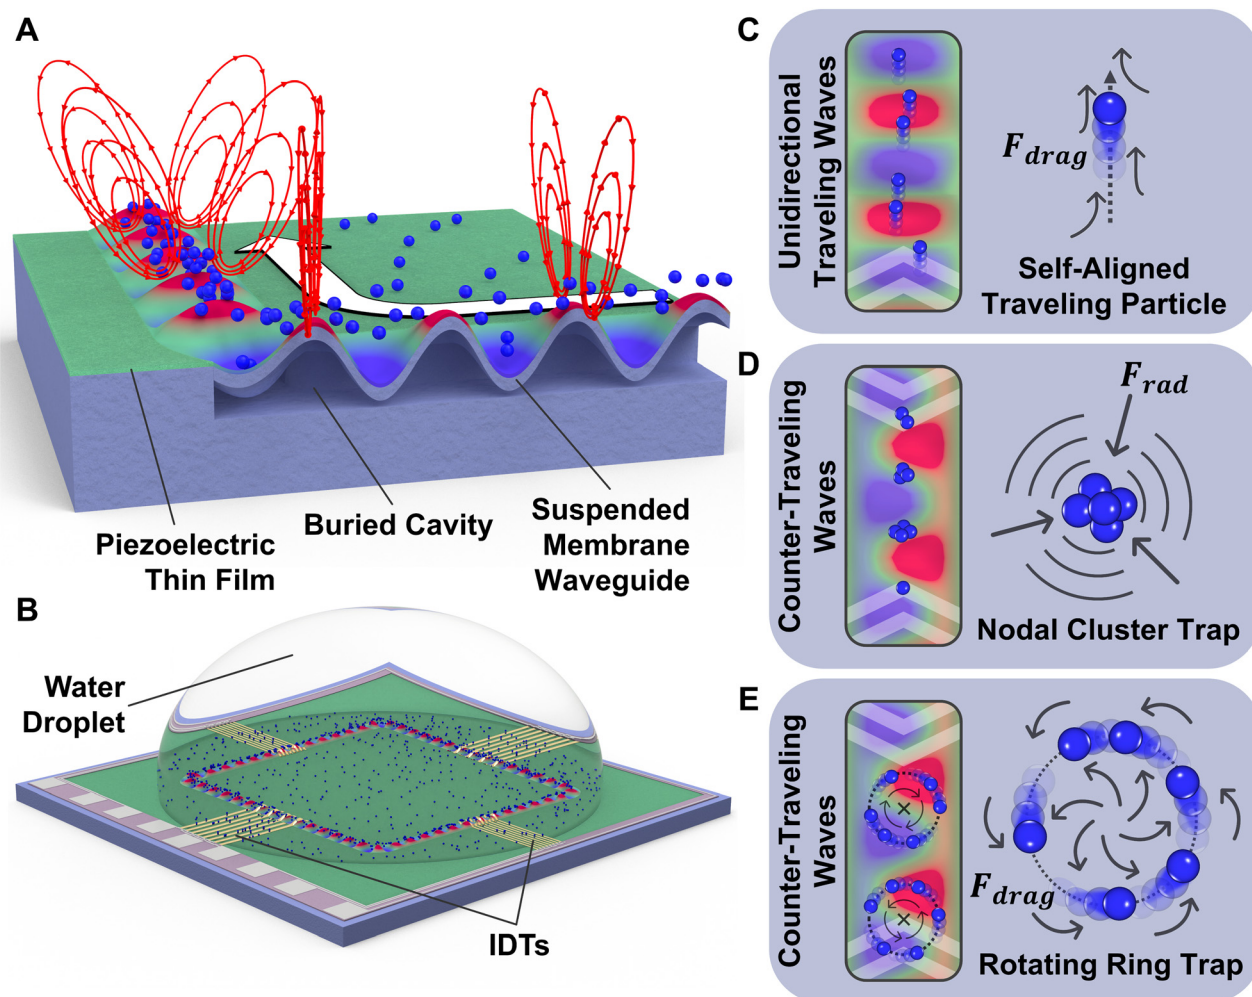 A
Piezoelectric
Thin Film
Buried Cavity
Suspended
Membrane
Waveguide
B
Water
Droplet
IDTs
C
Unidirectional
Traveling Waves
F_drag
Self-Aligned
Traveling Particle
D
Counter-Traveling
Waves
F_rad
Nodal Cluster Trap
E
Counter-Traveling
Waves
F_drag
Rotating Ring Trap